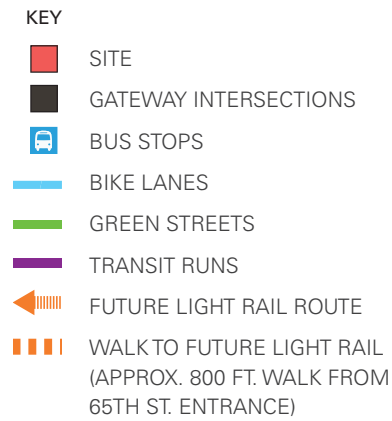 KEY
SITE
GATEWAY INTERSECTIONS
BUS STOPS
BIKE LANES
GREEN STREETS
TRANSIT RUNS
FUTURE LIGHT RAIL ROUTE
WALK TO FUTURE LIGHT RAIL
(APPROX. 800 FT. WALK FROM
65TH ST. ENTRANCE)